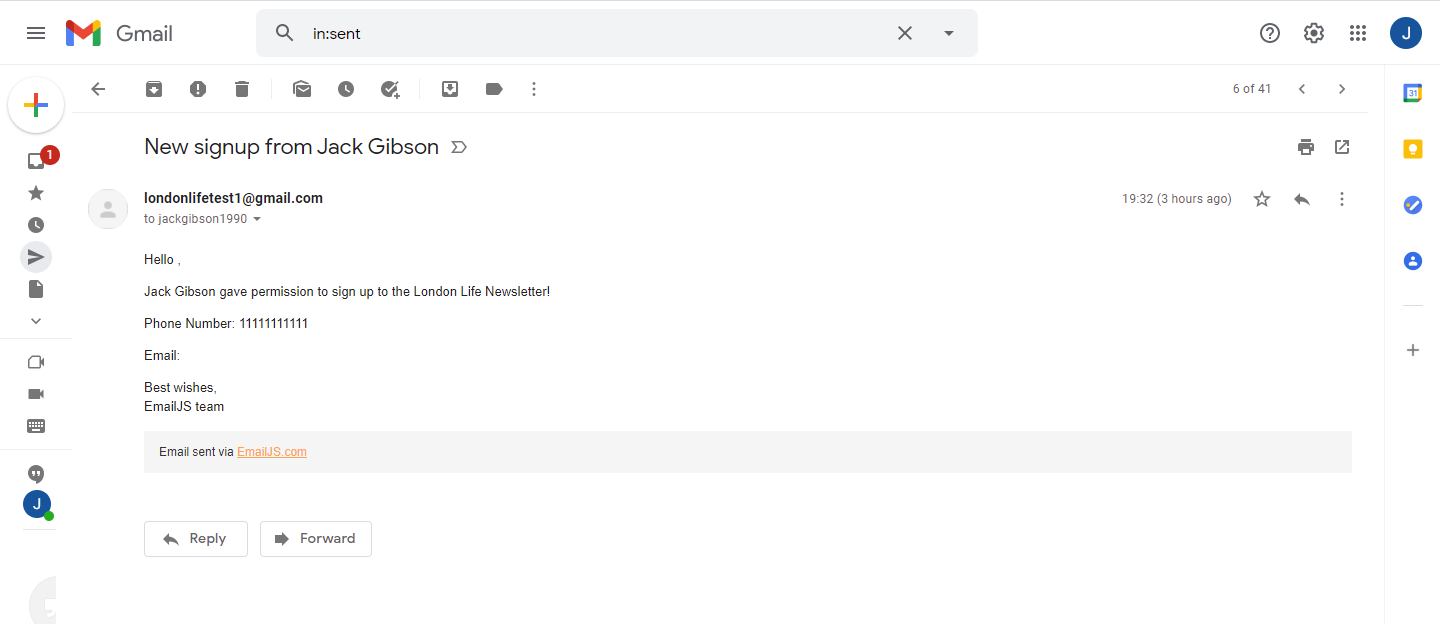 Gmail
in:sent
J
6 of 41
31
1
New signup from Jack Gibson
londonlifetest1@gmail.com
19:32 (3 hours ago)
to jackgibson1990
Hello ,
Jack Gibson gave permission to sign up to the London Life Newsletter!
Phone Number: 11111111111
Email:
Best wishes,
EmailJS team
Email sent via EmailJS.com
J
Reply
Forward